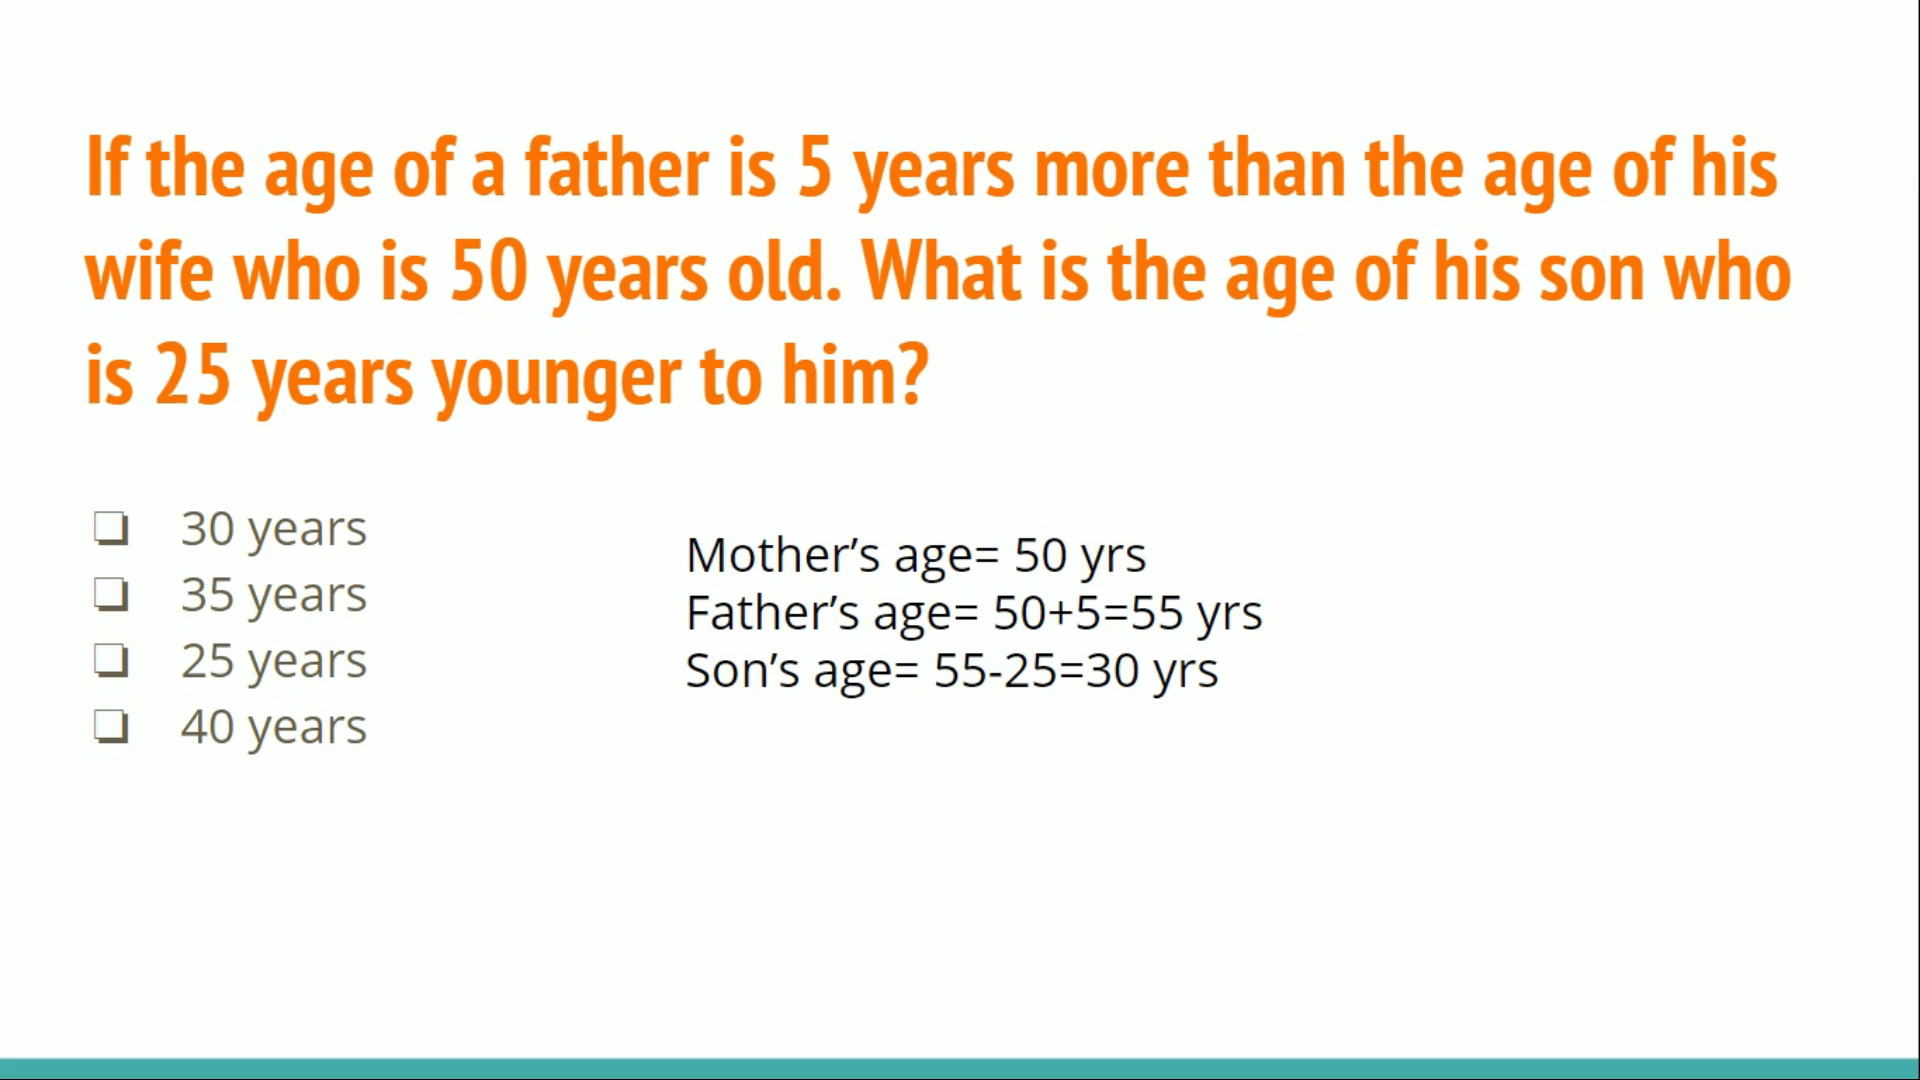 If the age of a father is 5 years more than the age of his
wife who is 50 years old. What is the age of his son who
is 25 years younger to him?
❏ 30 years
❏ 35 years
❏ 25 years
❏ 40 years
Mother’s age= 50 yrs
Father’s age= 50+5=55 yrs
Son’s age= 55-25=30 yrs